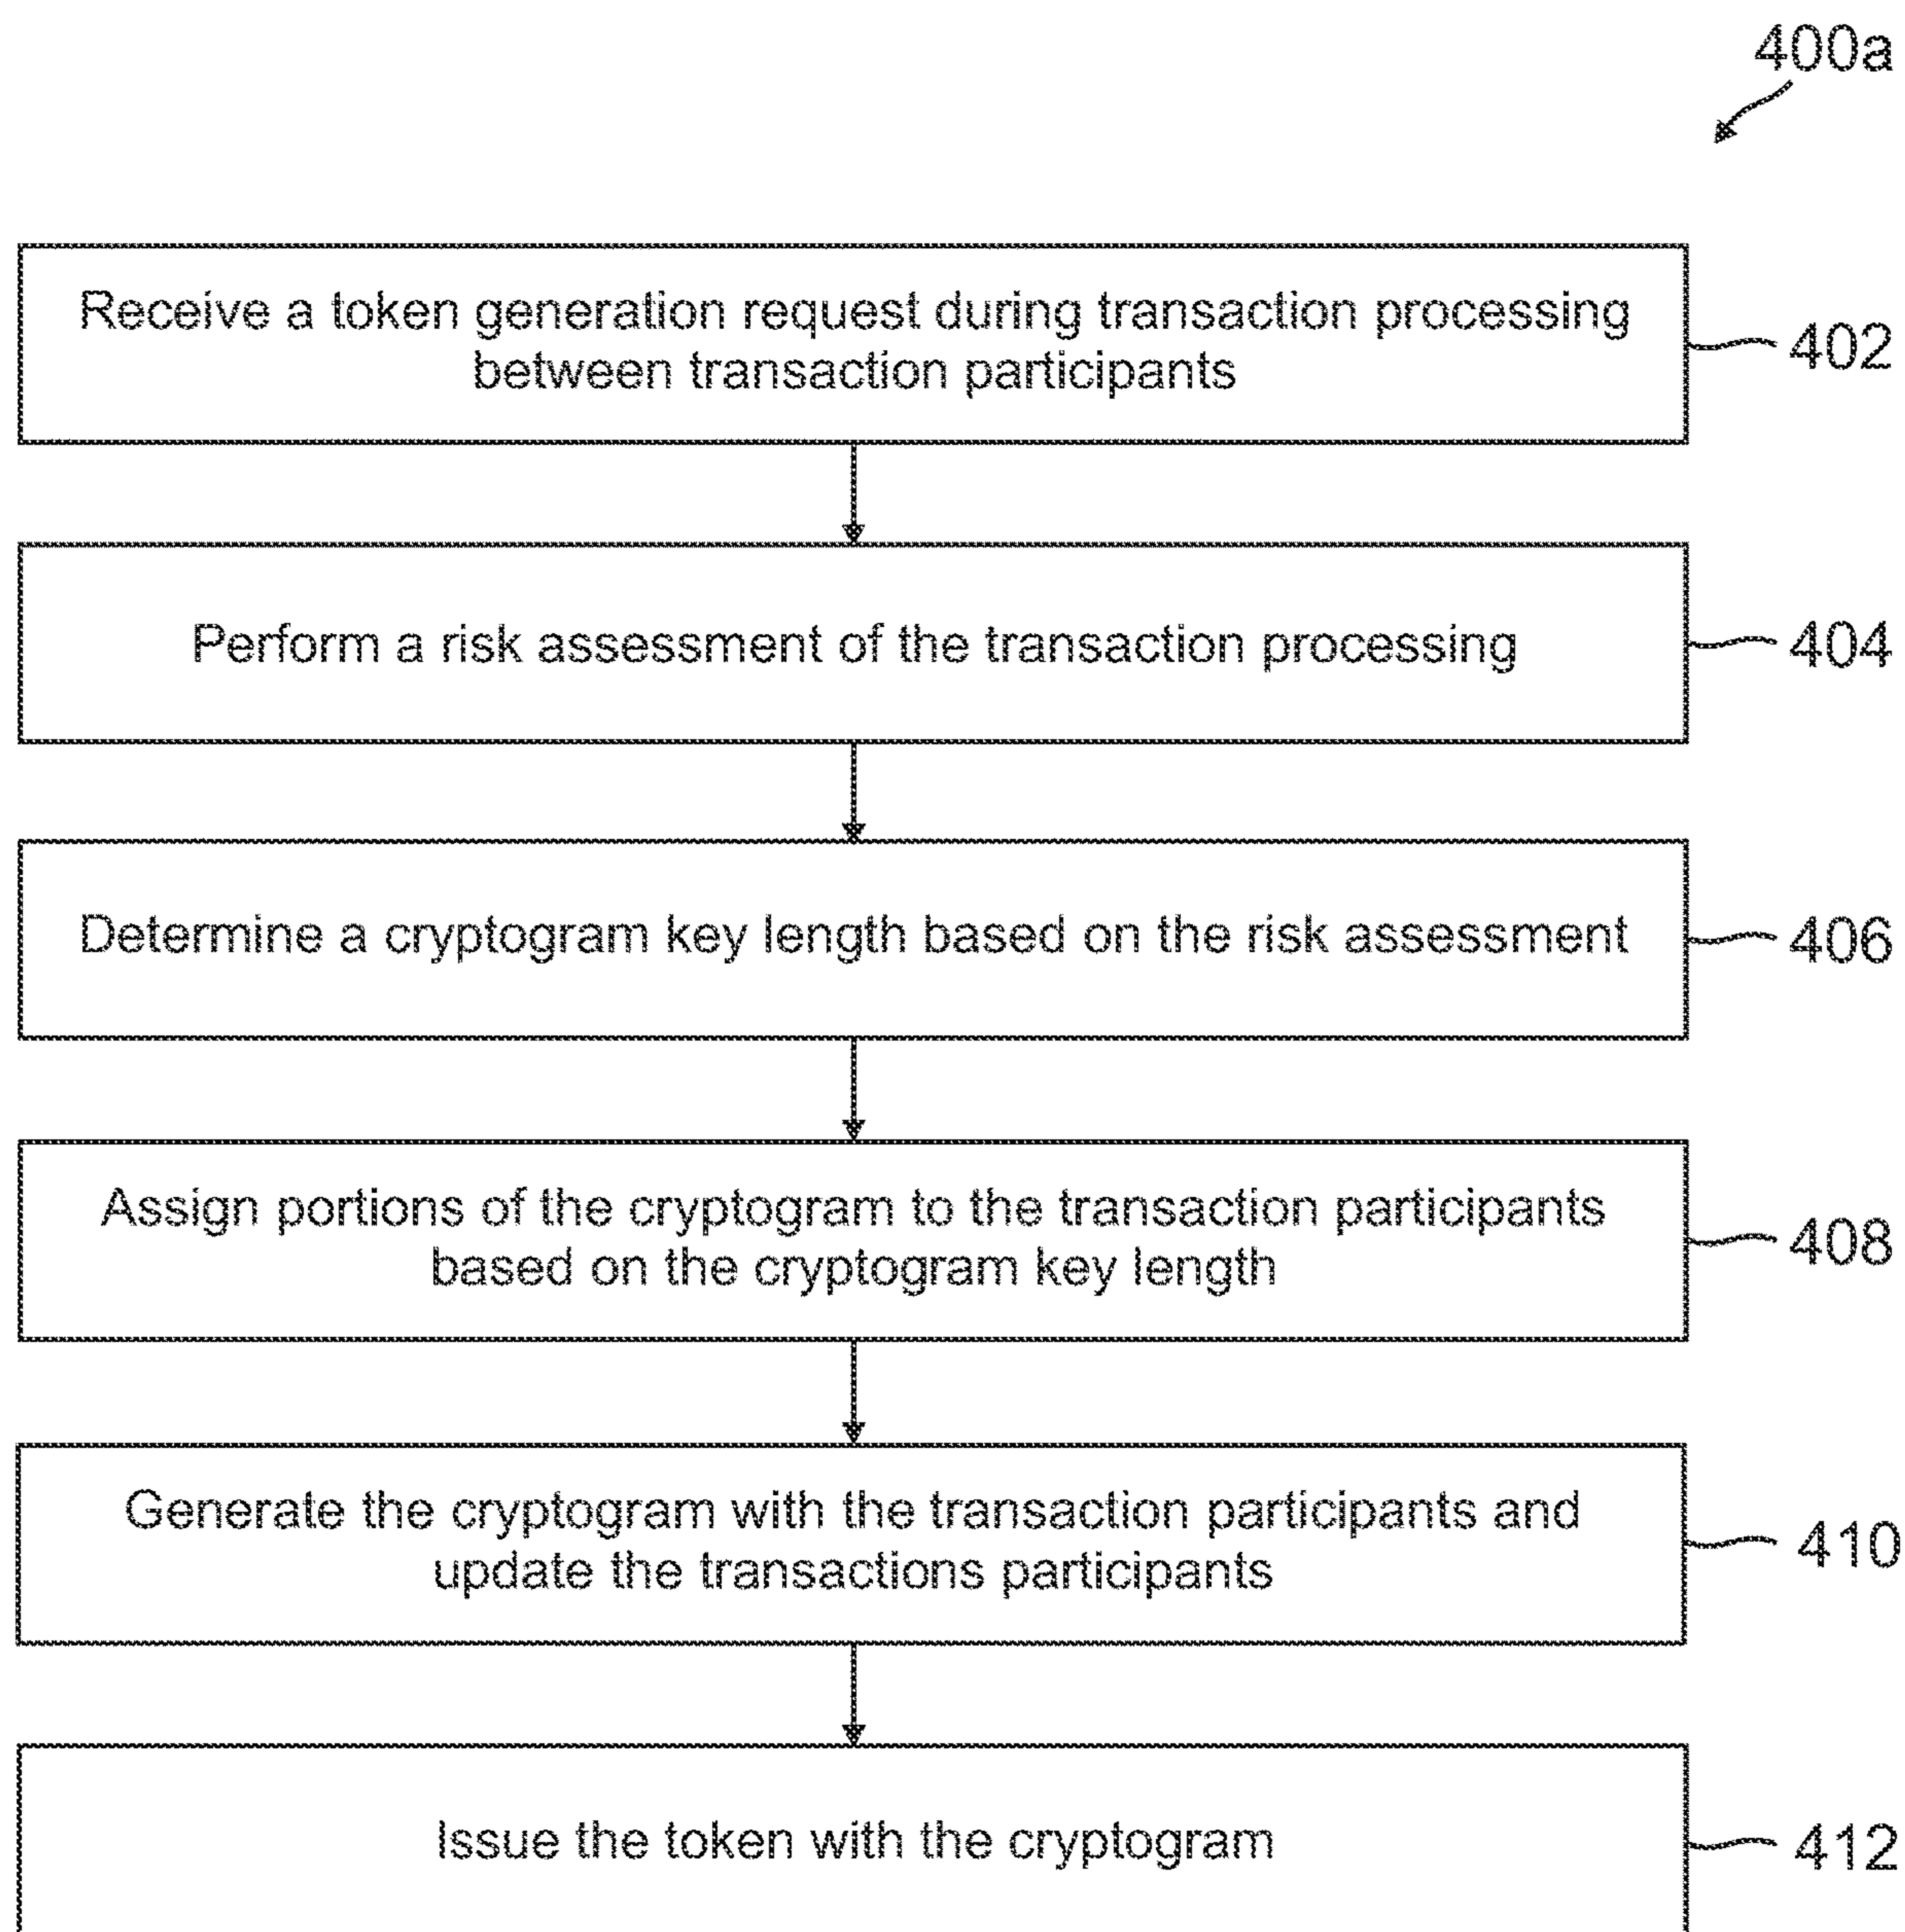 400a
Receive a token generation request during transaction processing
between transaction participants
402
Perform a risk assessment of the transaction processing
404
Determine a cryptogram key length based on the risk assessment
406
Assign portions of the cryptogram to the transaction participants
based on the cryptogram key length
408
Generate the cryptogram with the transaction participants and
update the transactions participants
410
Issue the token with the cryptogram
412